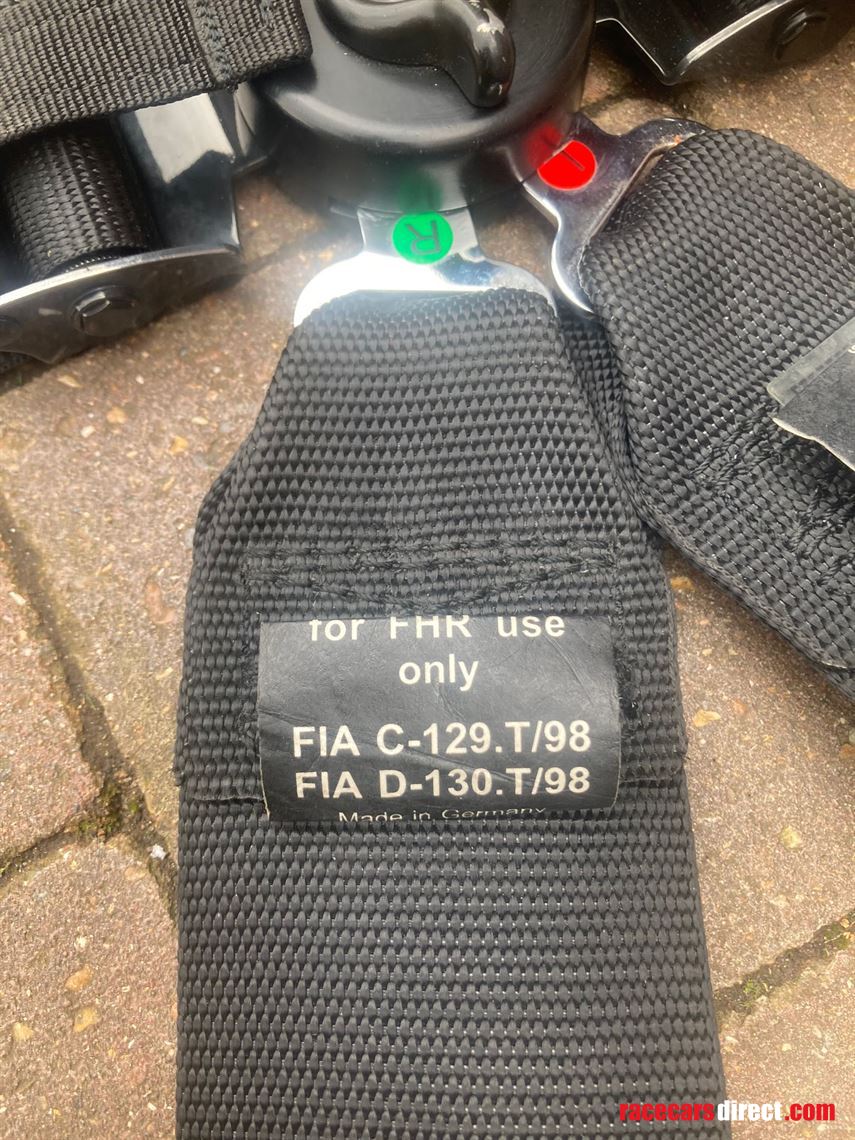 R
for FHR use
only
FIA C-129.T/98
FIA D-130.T/98
Made in Germany
racecarsdirect.com